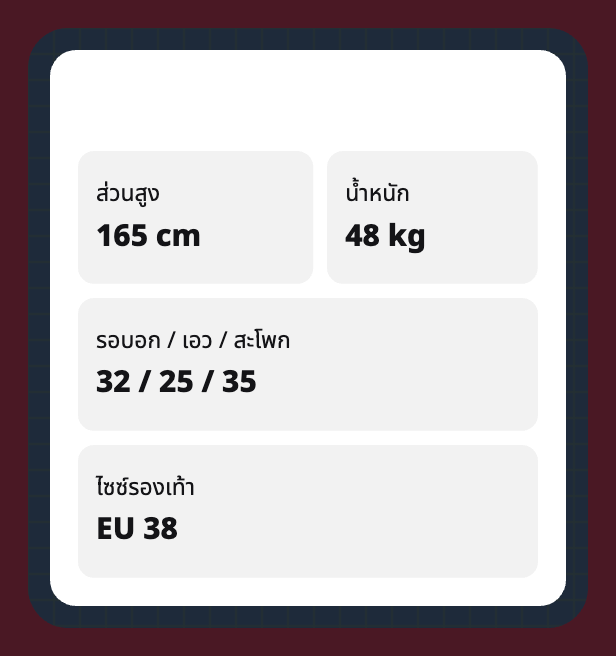 ส่วนสูง
165 cm
น้ำหนัก
48 kg
รอบอก / เอว / สะโพก
32 / 25 / 35
ไซซ์รองเท้า
EU 38